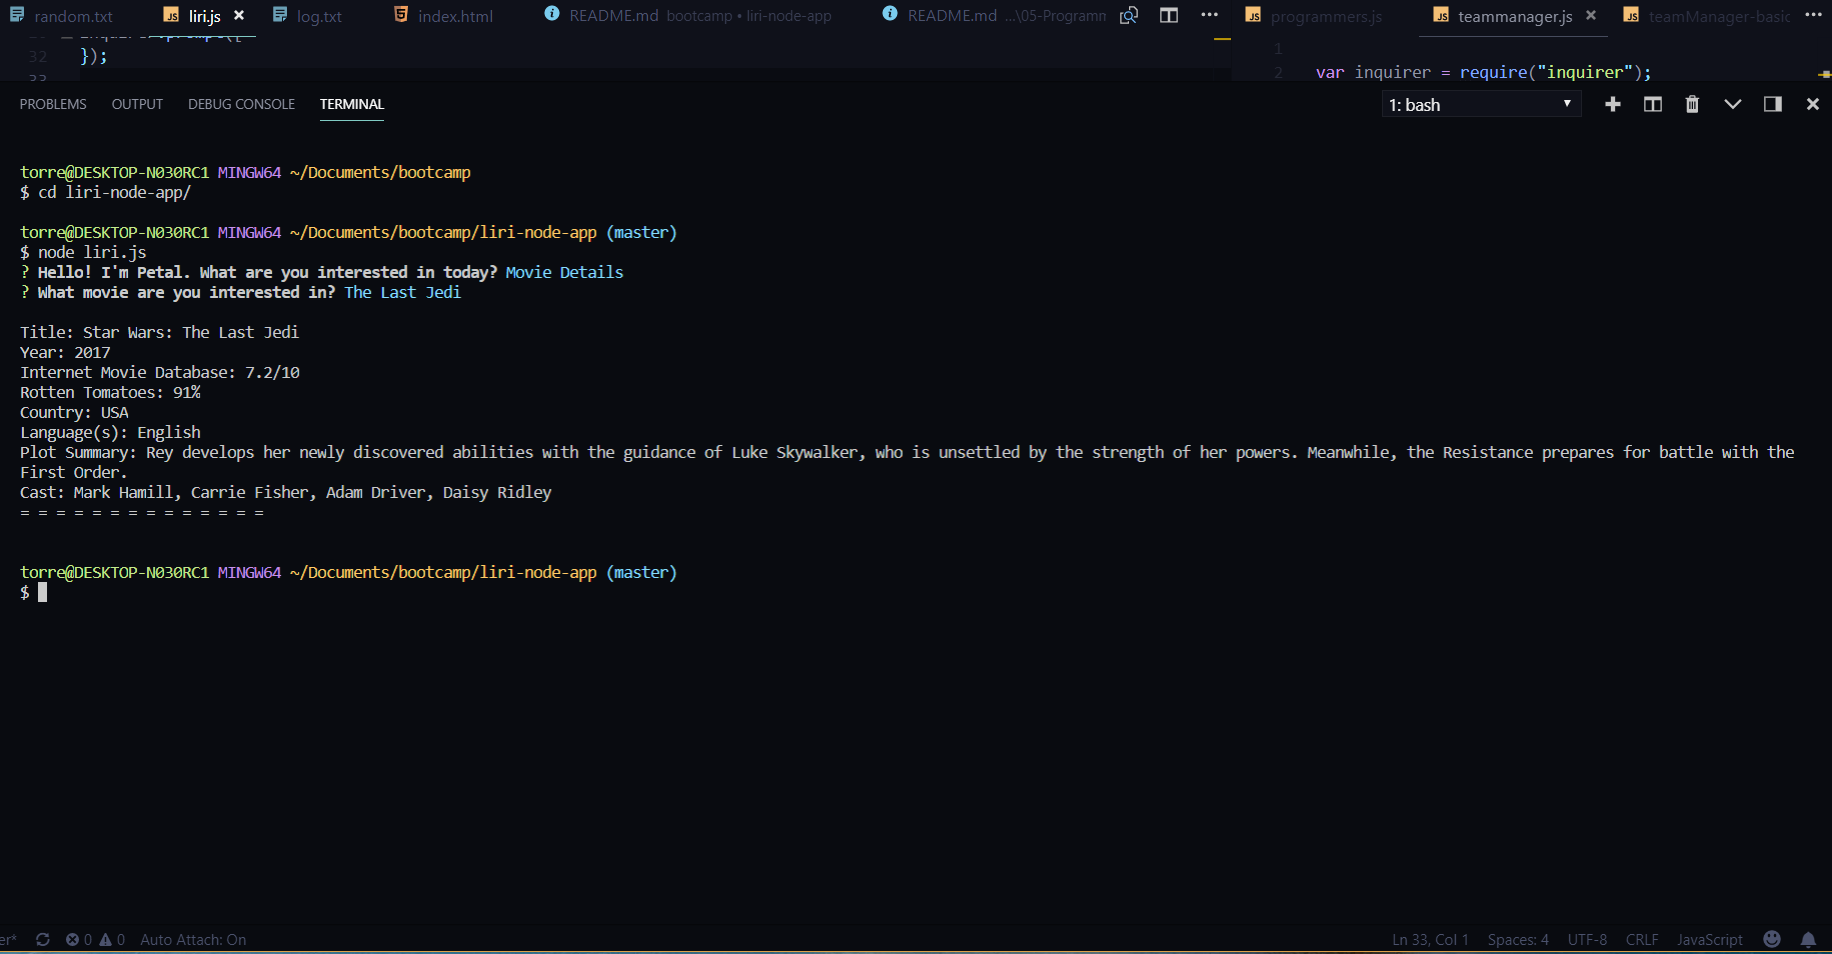 random.txt liri.js log.txt index.html README.md bootcamp • liri-node-app README.md ...\05-Programm programmers.js teammanager.js teamManager-basic
32 });
33
1
2 var inquirer = require("inquirer");
PROBLEMS OUTPUT DEBUG CONSOLE TERMINAL 1: bash
torre@DESKTOP-N030RC1 MINGW64 ~/Documents/bootcamp
$ cd liri-node-app/
torre@DESKTOP-N030RC1 MINGW64 ~/Documents/bootcamp/liri-node-app (master)
$ node liri.js
? Hello! I'm Petal. What are you interested in today? Movie Details
? What movie are you interested in? The Last Jedi
Title: Star Wars: The Last Jedi
Year: 2017
Internet Movie Database: 7.2/10
Rotten Tomatoes: 91%
Country: USA
Language(s): English
Plot Summary: Rey develops her newly discovered abilities with the guidance of Luke Skywalker, who is unsettled by the strength of her powers. Meanwhile, the Resistance prepares for battle with the
First Order.
Cast: Mark Hamill, Carrie Fisher, Adam Driver, Daisy Ridley
= = = = = = = = = = = = = =
torre@DESKTOP-N030RC1 MINGW64 ~/Documents/bootcamp/liri-node-app (master)
$
er* 0 0 Auto Attach: On Ln 33, Col 1 Spaces: 4 UTF-8 CRLF JavaScript